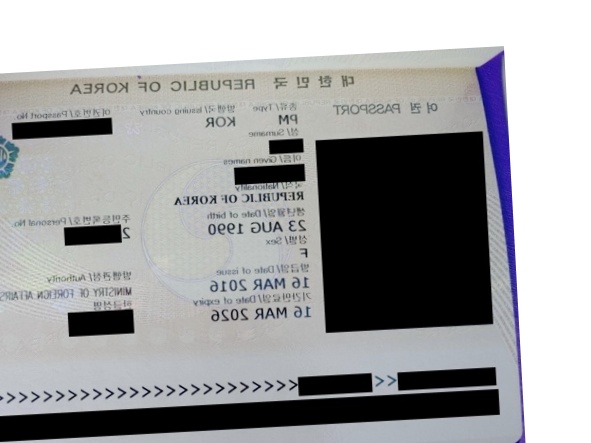 대한민국 REPUBLIC OF KOREA
여권 PASSPORT
종류/Type 발행국/Issuing country 여권번호/Passport No.
PM KOR
성/Surname
이름/Given names
국적/Nationality
REPUBLIC OF KOREA
생년월일/Date of birth 주민등록번호/Personal No.
23 AUG 1990 2
성별/Sex
F
발급일/Date of issue 발행관청/Authority
16 MAR 2016 MINISTRY OF FOREIGN AFFAIRS
기간만료일/Date of expiry 한글성명
16 MAR 2026
<<<<<<<<<<<<<<<<<<<<<<<<<<<<<<<